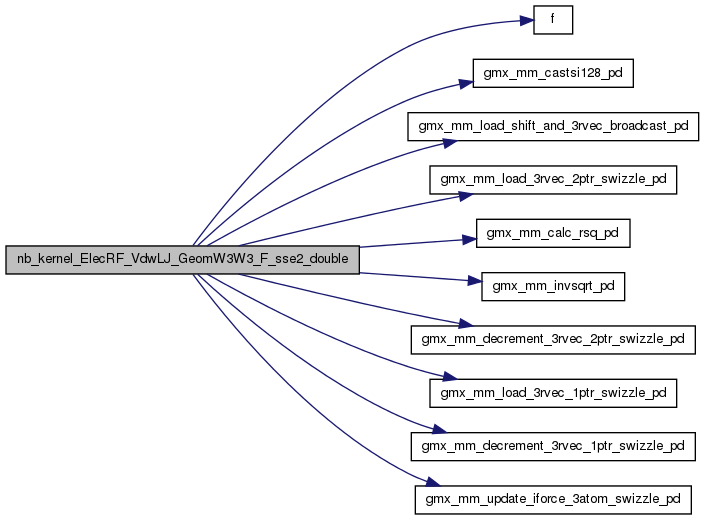 f
gmx_mm_castsi128_pd
gmx_mm_load_shift_and_3rvec_broadcast_pd
gmx_mm_load_3rvec_2ptr_swizzle_pd
gmx_mm_calc_rsq_pd
nb_kernel_ElecRF_VdwLJ_GeomW3W3_F_sse2_double
gmx_mm_invsqrt_pd
gmx_mm_decrement_3rvec_2ptr_swizzle_pd
gmx_mm_load_3rvec_1ptr_swizzle_pd
gmx_mm_decrement_3rvec_1ptr_swizzle_pd
gmx_mm_update_iforce_3atom_swizzle_pd